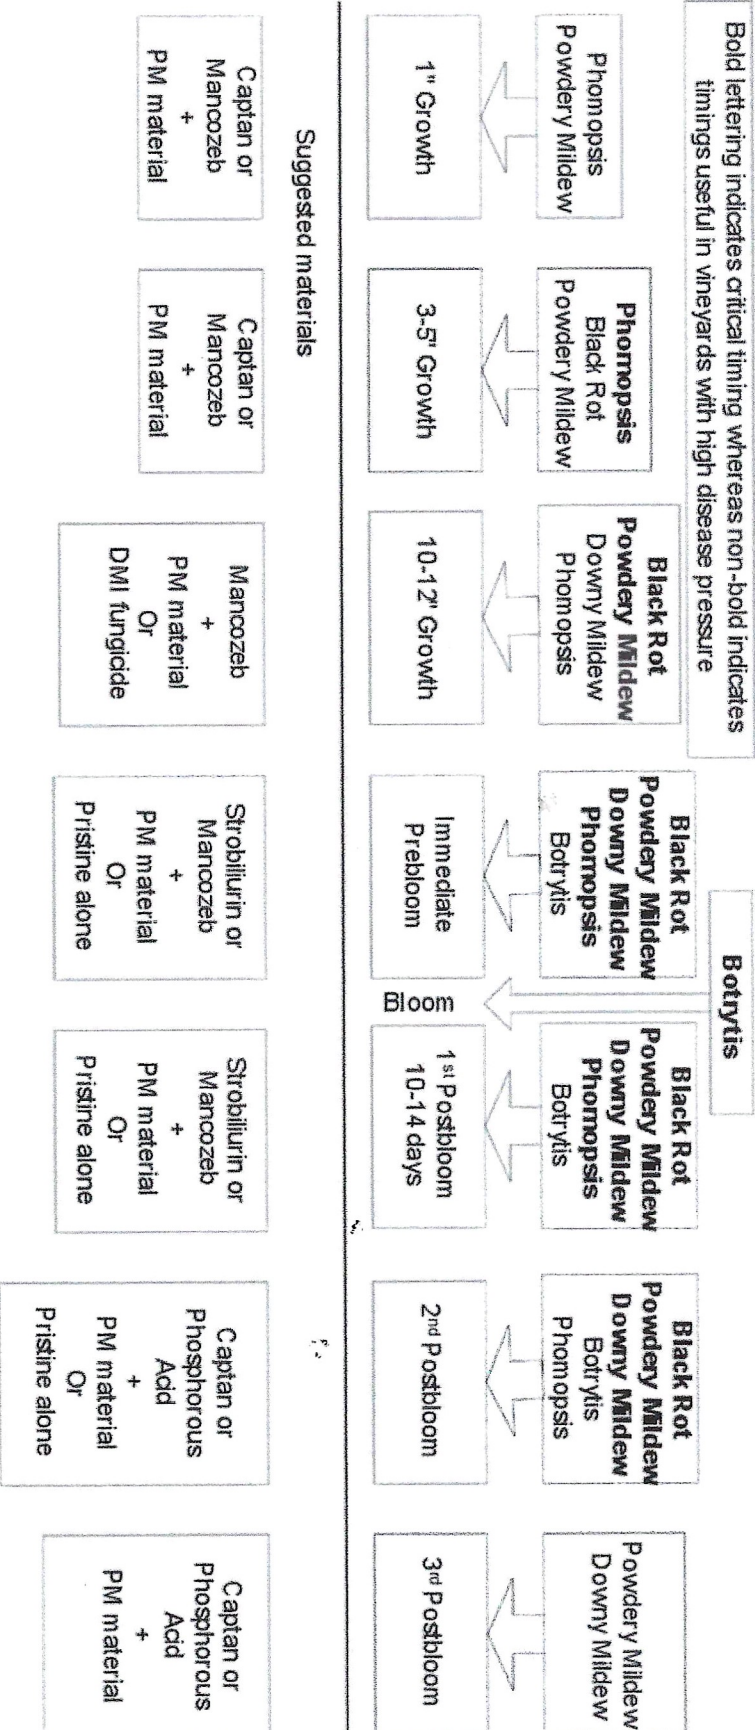 Bold lettering indicates critical timing whereas non-bold indicates
timings useful in vineyards with high disease pressure
Botrytis
Phomopsis
Powdery Mildew
Phomopsis
Black Rot
Powdery Mildew
Black Rot
Powdery Mildew
Downy Mildew
Phomopsis
Black Rot
Powdery Mildew
Downy Mildew
Phomopsis
Botrytis
Black Rot
Powdery Mildew
Downy Mildew
Phomopsis
Botrytis
Black Rot
Powdery Mildew
Downy Mildew
Botrytis
Phomopsis
Powdery Mildew
Downy Mildew
1" Growth
3-5" Growth
10-12" Growth
Immediate
Prebloom
Bloom
1st Postbloom
10-14 days
2nd Postbloom
3rd Postbloom
Suggested materials
Captan or
Mancozeb
+
PM material
Captan or
Mancozeb
+
PM material
Mancozeb
+
PM material
Or
DMI fungicide
Strobilurin or
Mancozeb
+
PM material
Or
Pristine alone
Strobilurin or
Mancozeb
+
PM material
Or
Pristine alone
Captan or
Phosphorous
Acid
+
PM material
Or
Pristine alone
Captan or
Phosphorous
Acid
+
PM material